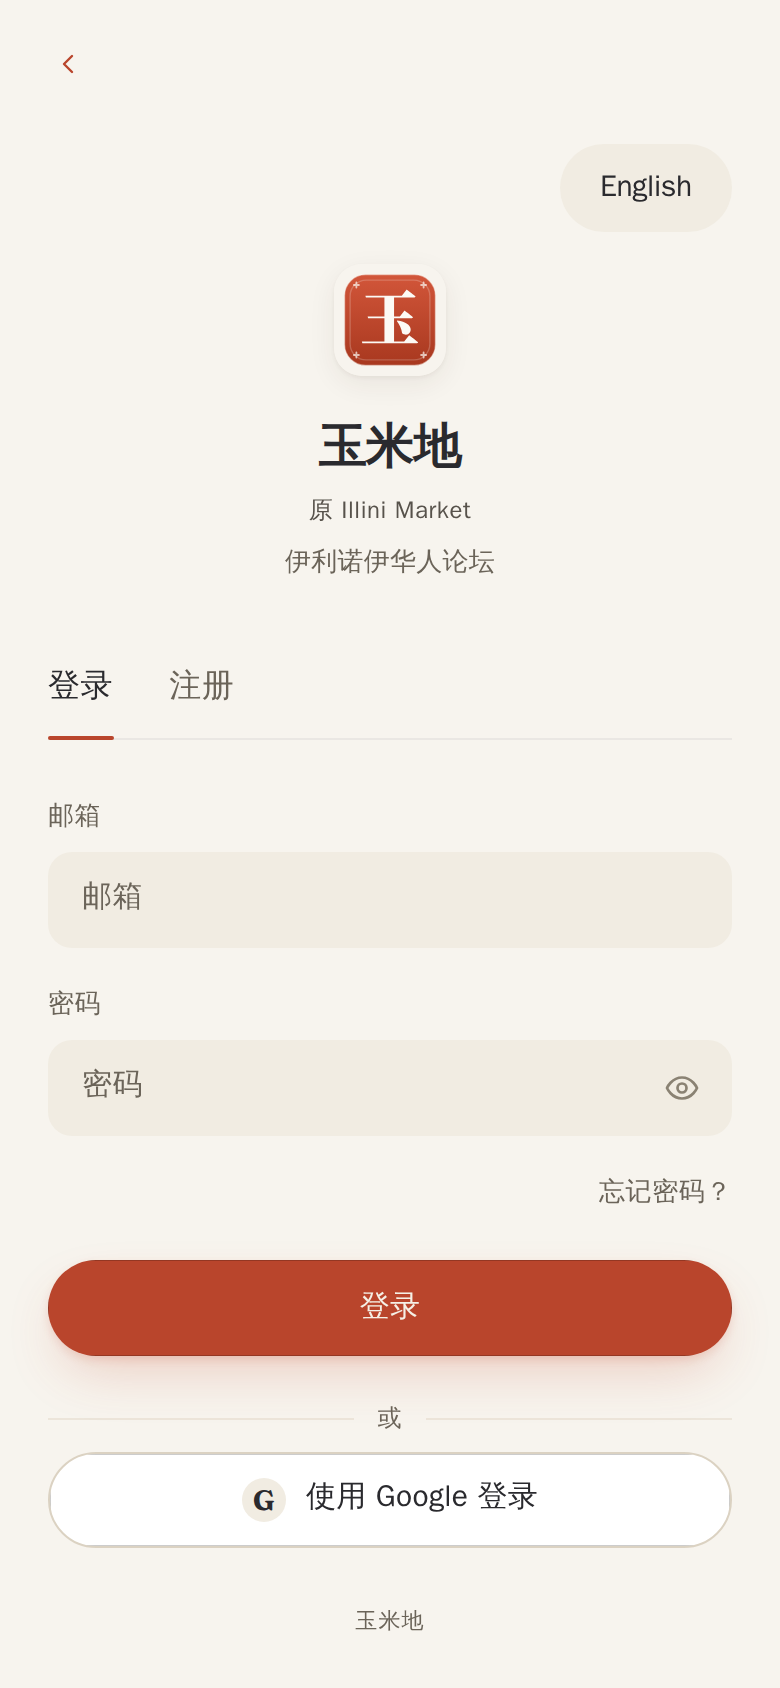 English
玉
玉米地
原 Illini Market
伊利诺伊华人论坛
登录 注册
邮箱
邮箱
密码
密码
忘记密码？
登录
或
G 使用 Google 登录
玉米地